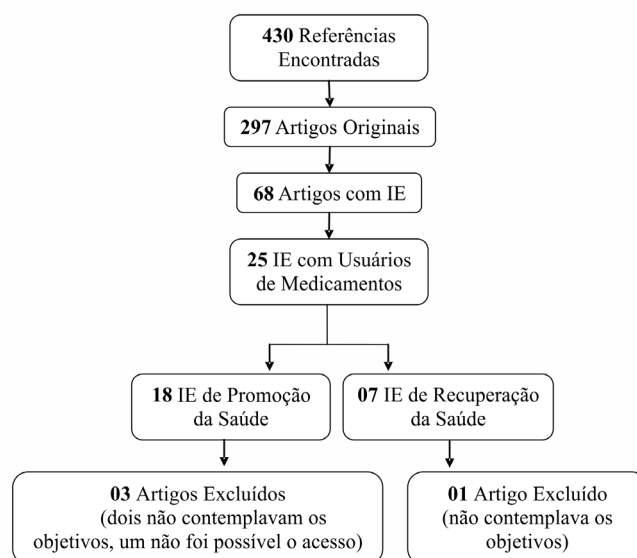 430 Referências
Encontradas
297 Artigos Originais
68 Artigos com IE
25 IE com Usuários
de Medicamentos
18 IE de Promoção
da Saúde
07 IE de Recuperação
da Saúde
03 Artigos Excluídos
(dois não contemplavam os
objetivos, um não foi possível o acesso)
01 Artigo Excluído
(não contemplava os
objetivos)